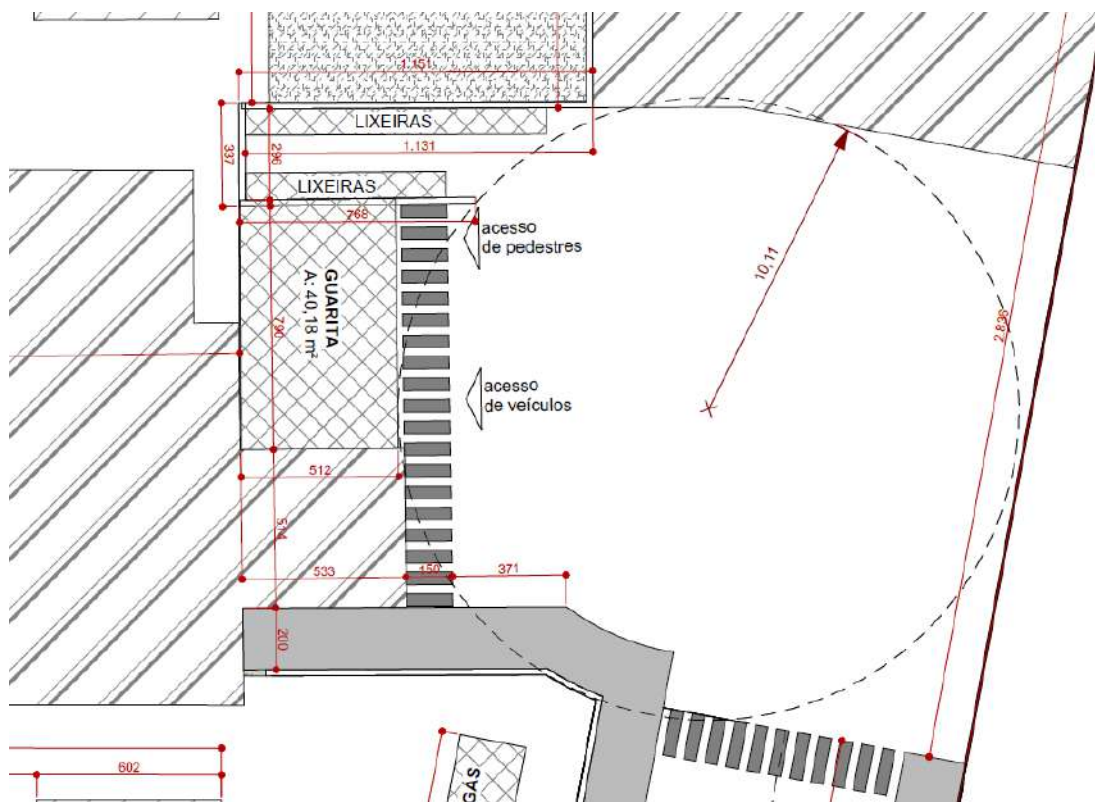 1.151
LIXEIRAS
1.131
337
296
LIXEIRAS
768
acesso
de pedestres
10,11
GUARITA
A: 40,18 m²
790
2.836
acesso
de veículos
512
514
533
150
371
200
602
GÁS